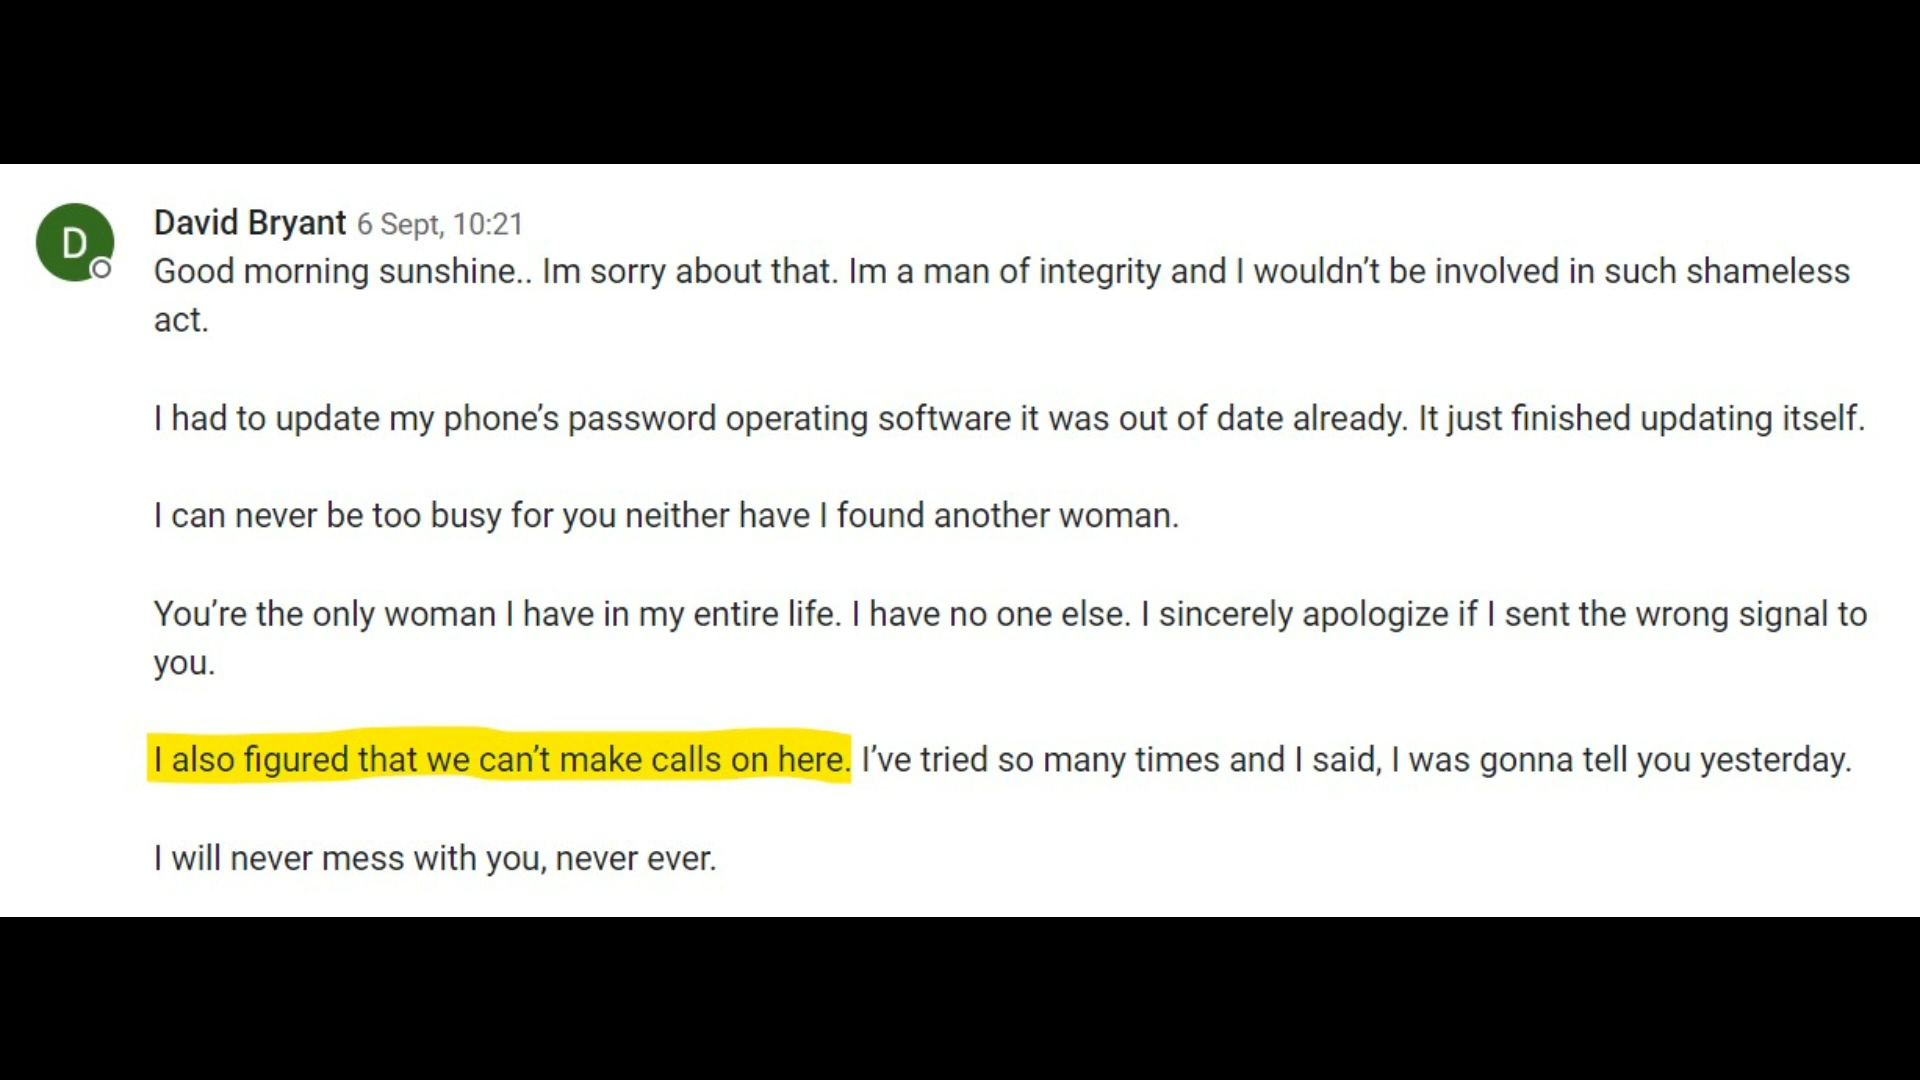 D
David Bryant 6 Sept, 10:21
Good morning sunshine.. Im sorry about that. Im a man of integrity and I wouldn’t be involved in such shameless
act.
I had to update my phone’s password operating software it was out of date already. It just finished updating itself.
I can never be too busy for you neither have I found another woman.
You’re the only woman I have in my entire life. I have no one else. I sincerely apologize if I sent the wrong signal to
you.
I also figured that we can’t make calls on here. I’ve tried so many times and I said, I was gonna tell you yesterday.
I will never mess with you, never ever.